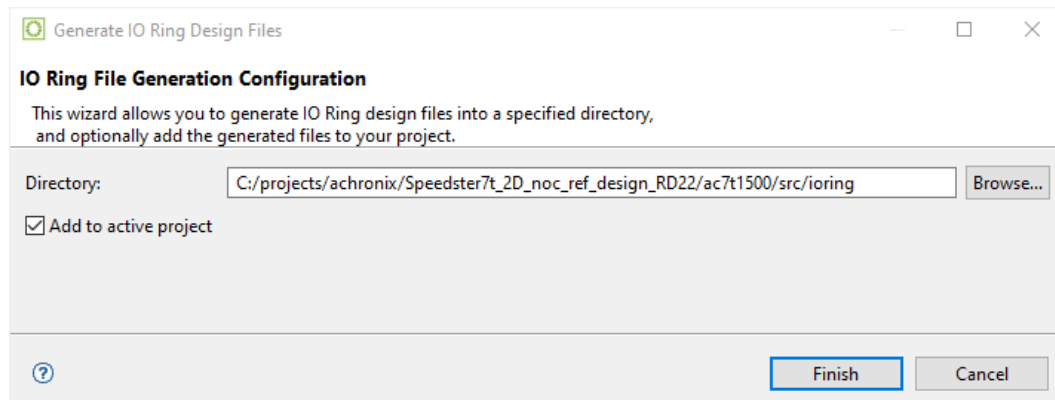 Generate IO Ring Design Files
IO Ring File Generation Configuration
This wizard allows you to generate IO Ring design files into a specified directory,
and optionally add the generated files to your project.
Directory: C:/projects/achronix/Speedster7t_2D_noc_ref_design_RD22/ac7t1500/src/ioring Browse...
Add to active project
? Finish Cancel